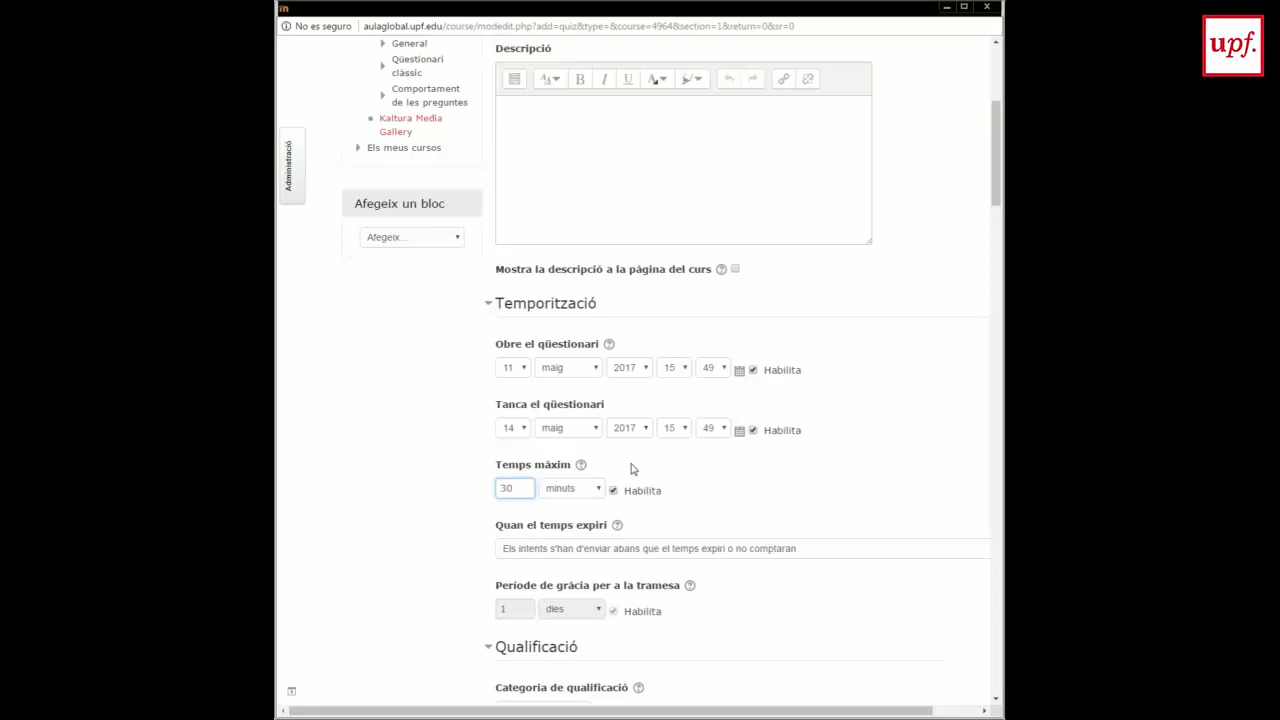 No és seguro
aulaglobal.upf.edu/course/modedit.php?add=quiz&type=&course=4964&section=1&return=0&sr=0
upf.
General
Qüestionari
clàssic
Comportament
de les preguntes
Kaltura Media
Gallery
Els meus cursos
Administració
Afegeix un bloc
Afegeix...
Descripció
B I U
Mostra la descripció a la pàgina del curs
Temporització
Obre el qüestionari
11 maig 2017 15 49 Habilita
Tanca el qüestionari
14 maig 2017 15 49 Habilita
Temps màxim
30 minuts Habilita
Quan el temps expiri
Els intents s'han d'enviar abans que el temps expiri o no comptaran
Període de gràcia per a la tramesa
1 dies Habilita
Qualificació
Categoria de qualificació